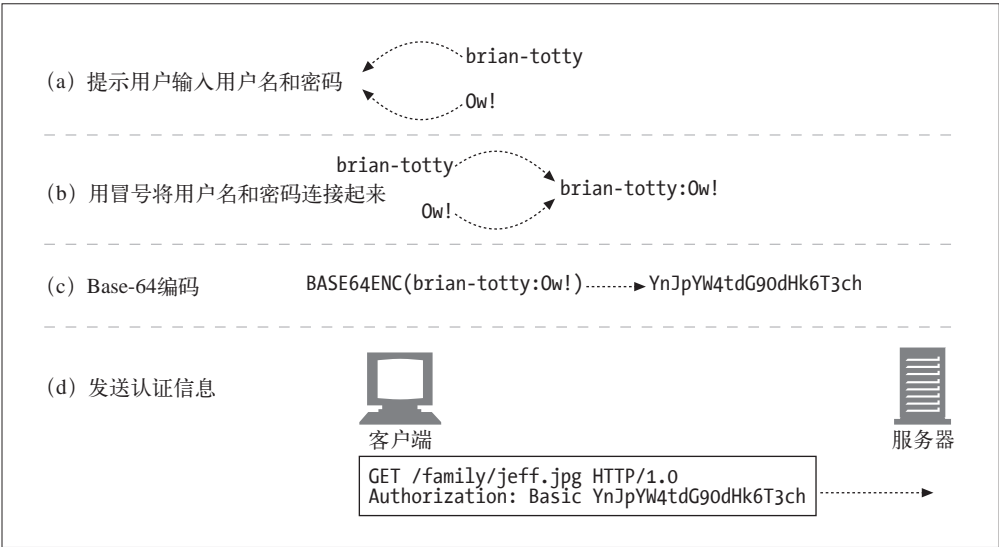 (a) 提示用户输入用户名和密码
brian-totty
Ow!
(b) 用冒号将用户名和密码连接起来
brian-totty
Ow!
brian-totty:Ow!
(c) Base-64编码
BASE64ENC(brian-totty:Ow!)
YnJpYW4tdG90dHk6T3ch
(d) 发送认证信息
客户端
服务器
GET /family/jeff.jpg HTTP/1.0
Authorization: Basic YnJpYW4tdG90dHk6T3ch